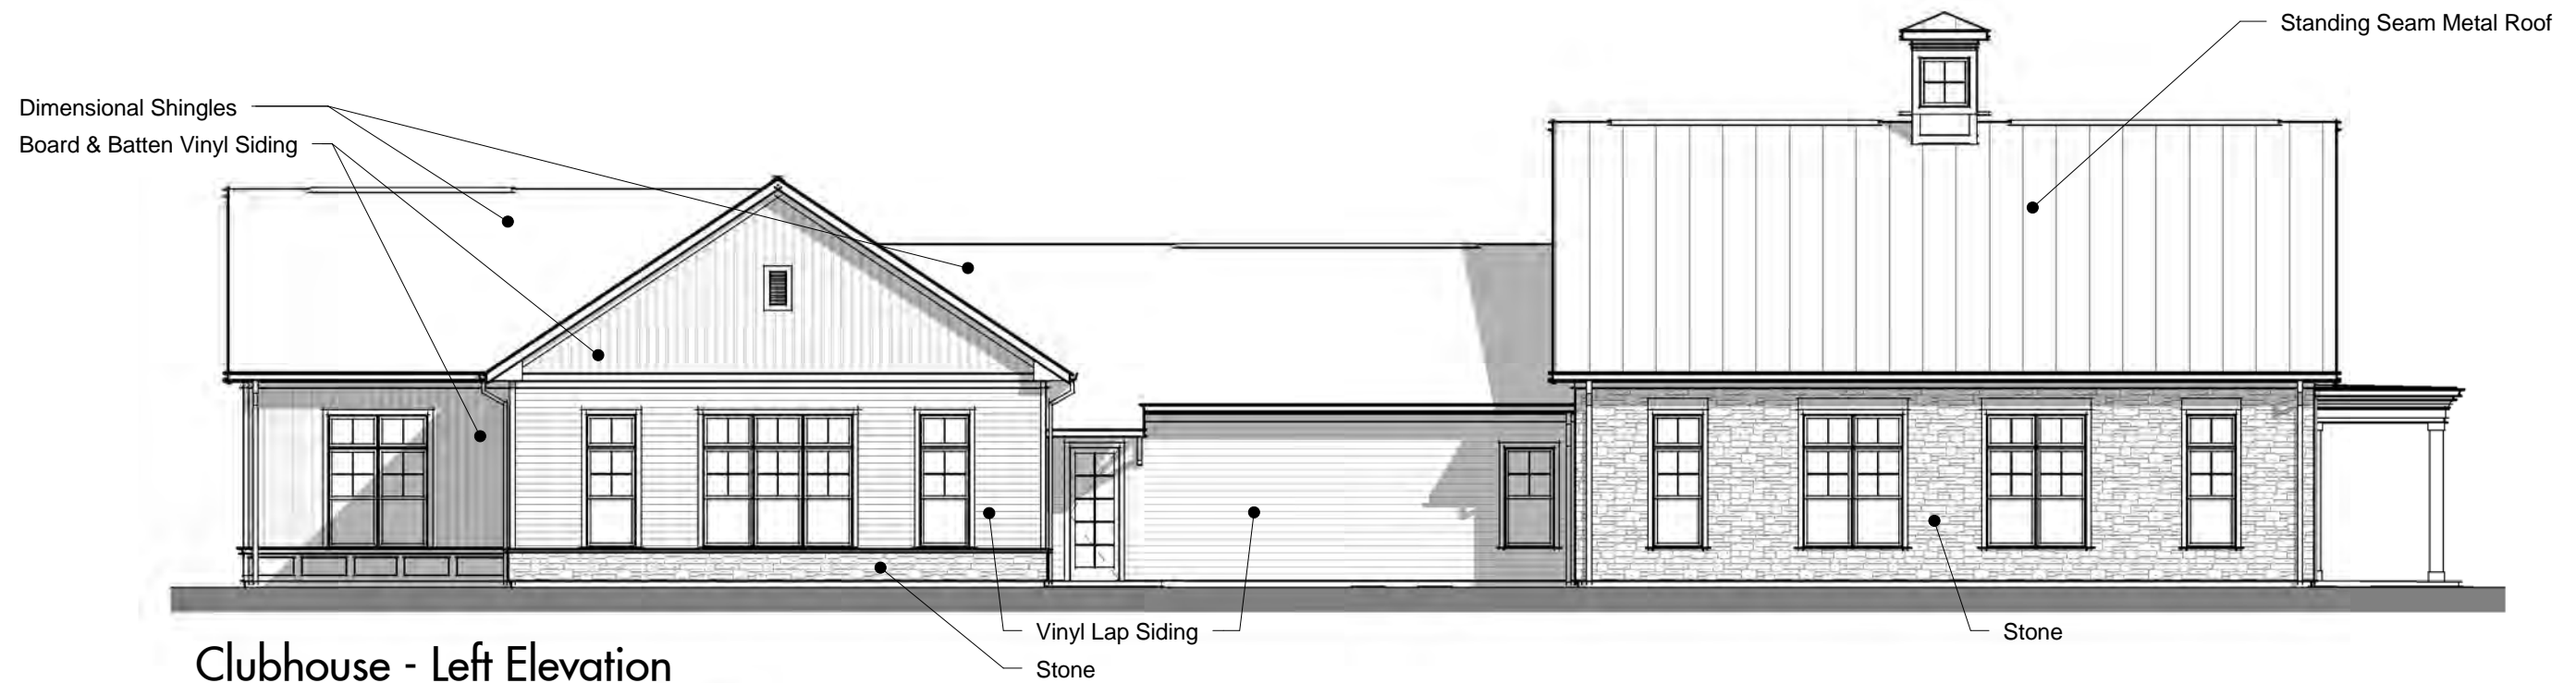 Standing Seam Metal Roof
Dimensional Shingles
Board & Batten Vinyl Siding
Vinyl Lap Siding
Stone
Stone
Clubhouse - Left Elevation